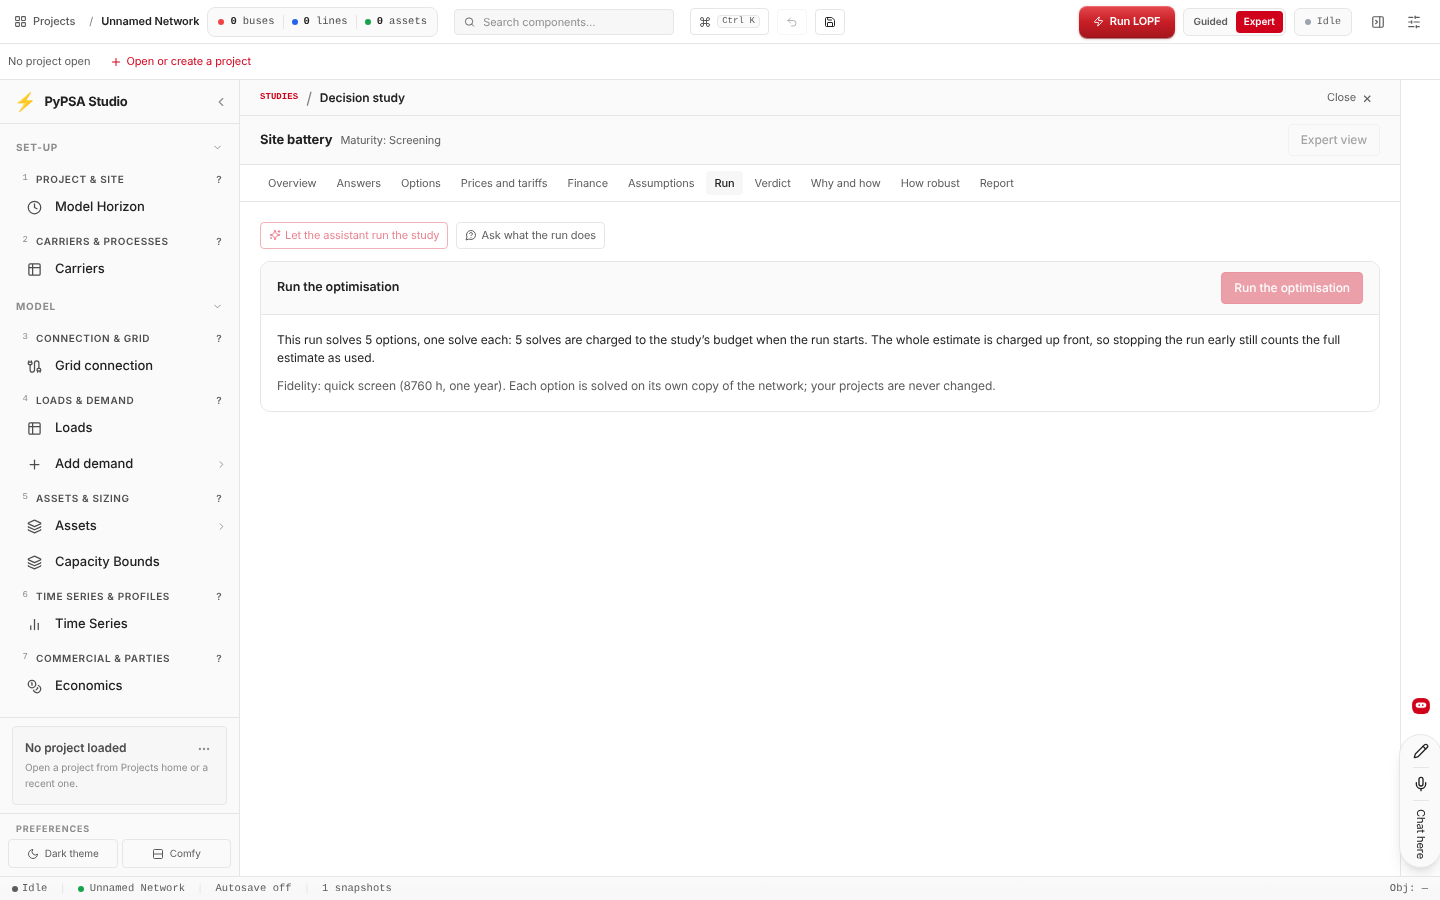 Projects / Unnamed Network 0 buses 0 lines 0 assets Search components... Ctrl K Run LOPF Guided Expert Idle
No project open + Open or create a project
PyPSA Studio
STUDIES / Decision study Close
Site battery Maturity: Screening Expert view
Overview Answers Options Prices and tariffs Finance Assumptions Run Verdict Why and how How robust Report
Let the assistant run the study Ask what the run does
Run the optimisation Run the optimisation
This run solves 5 options, one solve each: 5 solves are charged to the study’s budget when the run starts. The whole estimate is charged up front, so stopping the run early still counts the full
estimate as used.
Fidelity: quick screen (8760 h, one year). Each option is solved on its own copy of the network; your projects are never changed.
SET-UP
1 PROJECT & SITE ?
Model Horizon
2 CARRIERS & PROCESSES ?
Carriers
MODEL
3 CONNECTION & GRID ?
Grid connection
4 LOADS & DEMAND ?
Loads
Add demand
5 ASSETS & SIZING ?
Assets
Capacity Bounds
6 TIME SERIES & PROFILES ?
Time Series
7 COMMERCIAL & PARTIES ?
Economics
No project loaded ...
Open a project from Projects home or a
recent one.
PREFERENCES
Dark theme Comfy
Chat here
Idle Unnamed Network Autosave off 1 snapshots Obj: —